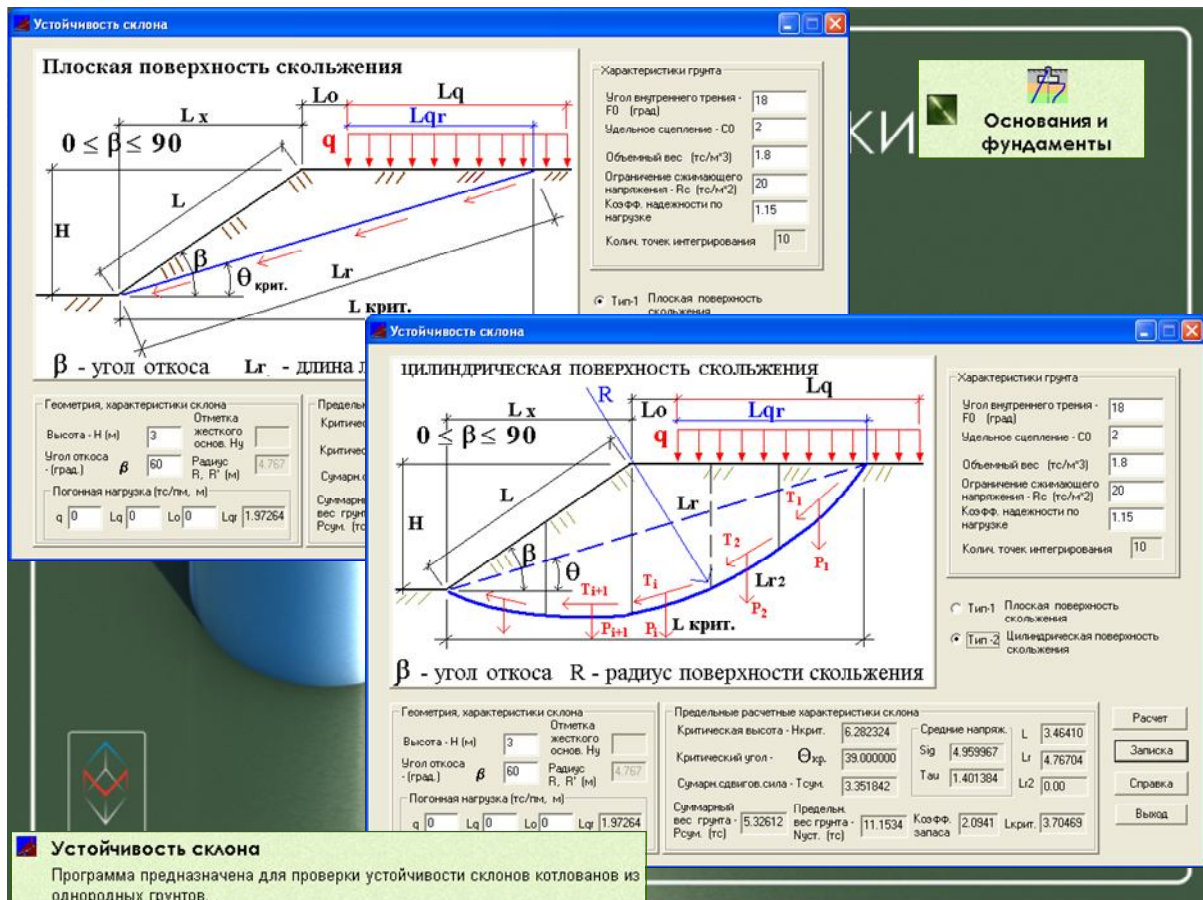 Устойчивость склона
Плоская поверхность скольжения
0 ≤ β ≤ 90
L x
Lo
Lq
Lqr
q
L
H
β
θ крит.
Lr
L крит.
β - угол откоса Lr - длина л
Характеристики грунта
Угол внутреннего трения - F0 (град)
18
Удельное сцепление - C0
2
Объемный вес (тс/м^3)
1.8
Ограничение сжимающего напряжения - Rc (тс/м^2)
20
Коэфф. надежности по нагрузке
1.15
Колич. точек интегрирования
10
Тип-1 Плоская поверхность скольжения
Геометрия, характеристики склона
Высота - H (м)
3
Отметка жесткого основ. Hy
Угол откоса - (град.) β
60
Радиус R, R' (м)
4.767
Погонная нагрузка (тс/пм, м)
q 0 Lq 0 Lo 0 Lqr 1.97264
Предельн
Критичес
Критичес
Сумарн.с
Суммарны
вес грунт
Pсум. (тс
КИ
Основания и
фундаменты
Устойчивость склона
ЦИЛИНДРИЧЕСКАЯ ПОВЕРХНОСТЬ СКОЛЬЖЕНИЯ
0 ≤ β ≤ 90
R
L x
Lo
Lq
Lqr
q
L
H
Lr
β
θ
T1
T2
Ti
Ti+1
P1
P2
Pi
Pi+1
Lr2
L крит.
β - угол откоса R - радиус поверхности скольжения
Характеристики грунта
Угол внутреннего трения - F0 (град)
18
Удельное сцепление - C0
2
Объемный вес (тс/м^3)
1.8
Ограничение сжимающего напряжения - Rc (тс/м^2)
20
Коэфф. надежности по нагрузке
1.15
Колич. точек интегрирования
10
Тип-1 Плоская поверхность скольжения
Тип -2 Цилиндрическая поверхность скольжения
Геометрия, характеристики склона
Высота - H (м)
3
Отметка жесткого основ. Hy
Угол откоса - (град.) β
60
Радиус R, R' (м)
4.767
Погонная нагрузка (тс/пм, м)
q 0 Lq 0 Lo 0 Lqr 1.97264
Предельные расчетные характеристики склона
Критическая высота - Hкрит.
6.282324
Критический угол - Θкр.
39.000000
Сумарн.сдвигов.сила - Tсум.
3.351842
Средние напряж.
Sig 4.959967
Tau 1.401384
L 3.46410
Lr 4.76704
Lr2 0.00
Суммарный вес грунта - Pсум. (тс)
5.32612
Предельн. вес грунта - Nуст. (тс)
11.1534
Коэфф. запаса
2.0941
Lкрит. 3.70469
Расчет
Записка
Справка
Выход
Устойчивость склона
Программа предназначена для проверки устойчивости склонов котлованов из
однородных грунтов.